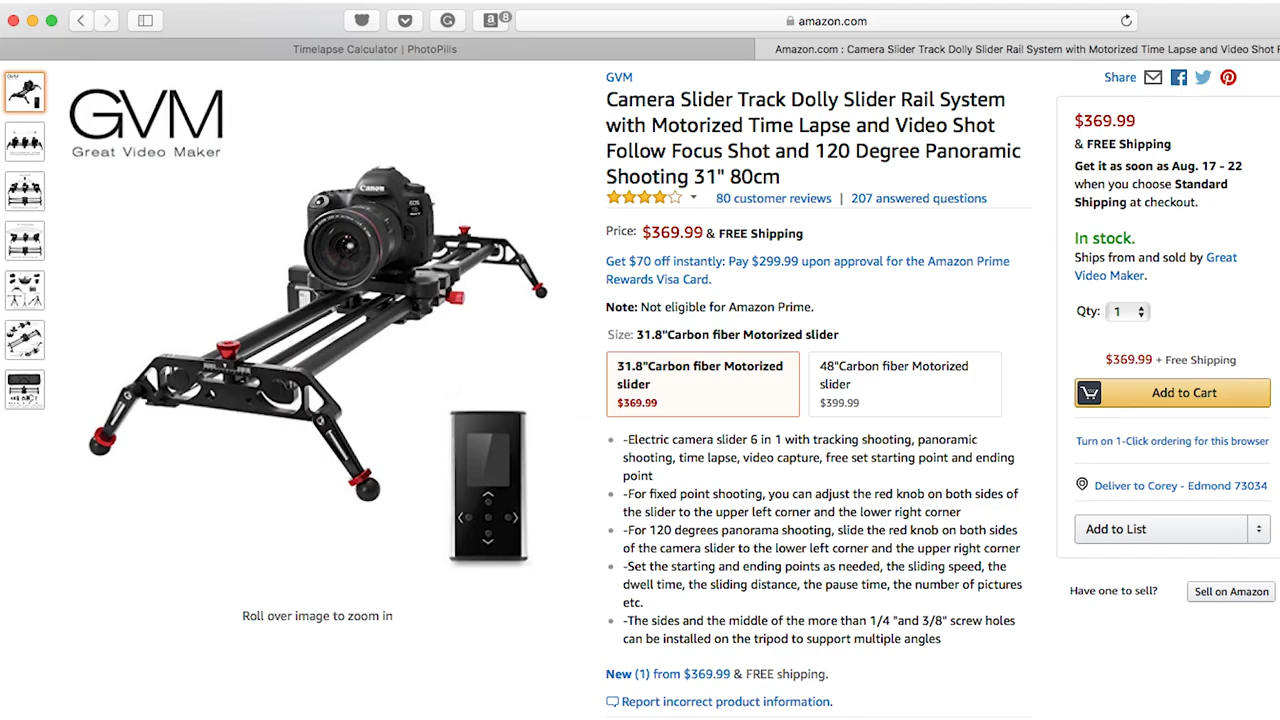 8
amazon.com
Timelapse Calculator | PhotoPills
Amazon.com : Camera Slider Track Dolly Slider Rail System with Motorized Time Lapse and Video Shot F
GVM
Great Video Maker
Canon
EOS
Roll over image to zoom in
GVM
Camera Slider Track Dolly Slider Rail System
with Motorized Time Lapse and Video Shot
Follow Focus Shot and 120 Degree Panoramic
Shooting 31" 80cm
80 customer reviews | 207 answered questions
Price: $369.99 & FREE Shipping
Get $70 off instantly: Pay $299.99 upon approval for the Amazon Prime
Rewards Visa Card.
Note: Not eligible for Amazon Prime.
Size: 31.8"Carbon fiber Motorized slider
31.8"Carbon fiber Motorized
slider
$369.99
48"Carbon fiber Motorized
slider
$399.99
-Electric camera slider 6 in 1 with tracking shooting, panoramic
shooting, time lapse, video capture, free set starting point and ending
point
-For fixed point shooting, you can adjust the red knob on both sides of
the slider to the upper left corner and the lower right corner
-For 120 degrees panorama shooting, slide the red knob on both sides
of the camera slider to the lower left corner and the upper right corner
-Set the starting and ending points as needed, the sliding speed, the
dwell time, the sliding distance, the pause time, the number of pictures
etc.
-The sides and the middle of the more than 1/4 "and 3/8" screw holes
can be installed on the tripod to support multiple angles
New (1) from $369.99 & FREE shipping.
Report incorrect product information.
Share
$369.99
& FREE Shipping
Get it as soon as Aug. 17 - 22
when you choose Standard
Shipping at checkout.
In stock.
Ships from and sold by Great
Video Maker.
Qty: 1
$369.99 + Free Shipping
Add to Cart
Turn on 1-Click ordering for this browser
Deliver to Corey - Edmond 73034
Add to List
Have one to sell?
Sell on Amazon